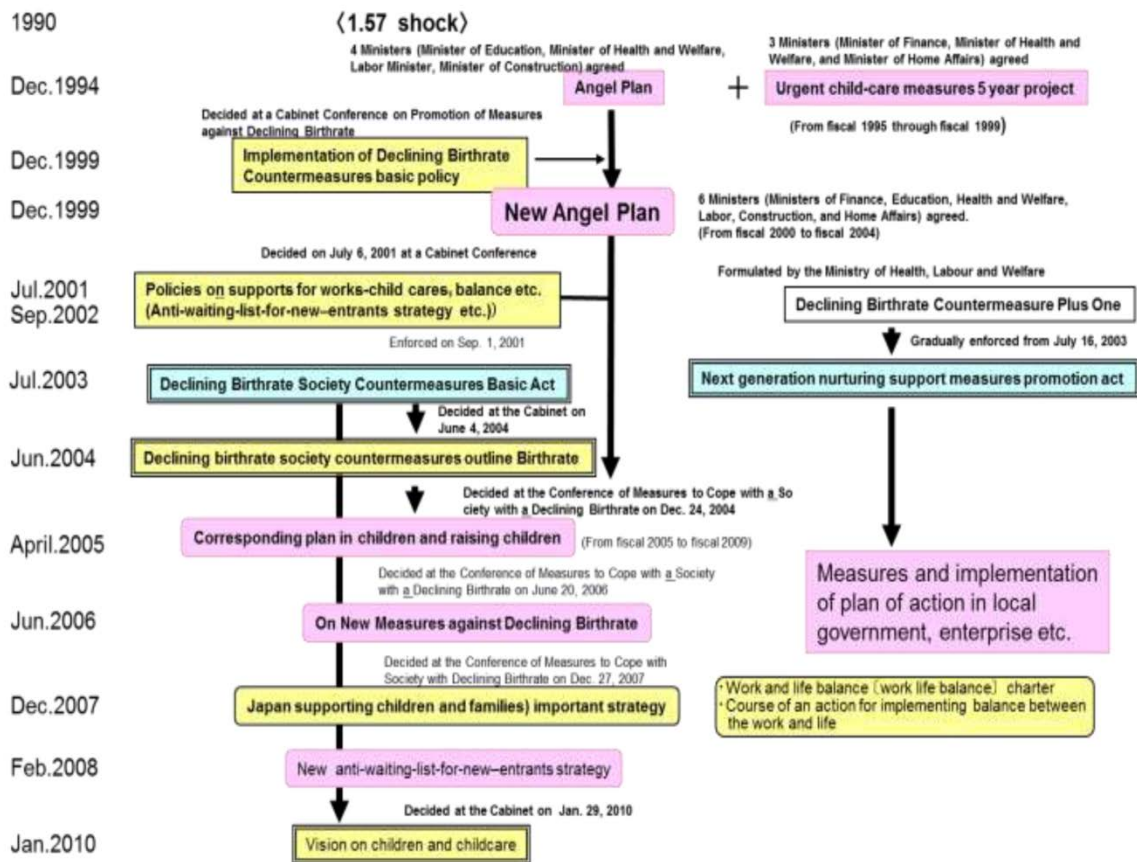 1990
〈1.57 shock〉
4 Ministers (Minister of Education, Minister of Health and Welfare,
Labor Minister, Minister of Construction) agreed
3 Ministers (Minister of Finance, Minister of Health and
Welfare, and Minister of Home Affairs) agreed
Dec.1994
Angel Plan
+
Urgent child-care measures 5 year project
(From fiscal 1995 through fiscal 1999)
Decided at a Cabinet Conference on Promotion of Measures
against Declining Birthrate
Dec.1999
Implementation of Declining Birthrate
Countermeasures basic policy
Dec.1999
New Angel Plan
6 Ministers (Ministers of Finance, Education, Health and Welfare,
Labor, Construction, and Home Affairs) agreed.
(From fiscal 2000 to fiscal 2004)
Decided on July 6, 2001 at a Cabinet Conference
Formulated by the Ministry of Health, Labour and Welfare
Jul.2001
Sep.2002
Policies on supports for works-child cares, balance etc.
(Anti-waiting-list-for-new–entrants strategy etc.))
Declining Birthrate Countermeasure Plus One
Enforced on Sep. 1, 2001
Gradually enforced from July 16, 2003
Jul.2003
Declining Birthrate Society Countermeasures Basic Act
Next generation nurturing support measures promotion act
Decided at the Cabinet on
June 4, 2004
Jun.2004
Declining birthrate society countermeasures outline Birthrate
Decided at the Conference of Measures to Cope with a So
ciety with a Declining Birthrate on Dec. 24, 2004
April.2005
Corresponding plan in children and raising children
(From fiscal 2005 to fiscal 2009)
Decided at the Conference of Measures to Cope with a Society
with a Declining Birthrate on June 20, 2006
Measures and implementation
of plan of action in local
government, enterprise etc.
Jun.2006
On New Measures against Declining Birthrate
Decided at the Conference of Measures to Cope with
Society with Declining Birthrate on Dec. 27, 2007
Dec.2007
Japan supporting children and families) important strategy
・Work and life balance〔work life balance〕charter
・Course of an action for implementing balance between
the work and life
Feb.2008
New anti-waiting-list-for-new–entrants strategy
Decided at the Cabinet on Jan. 29, 2010
Jan.2010
Vision on children and childcare